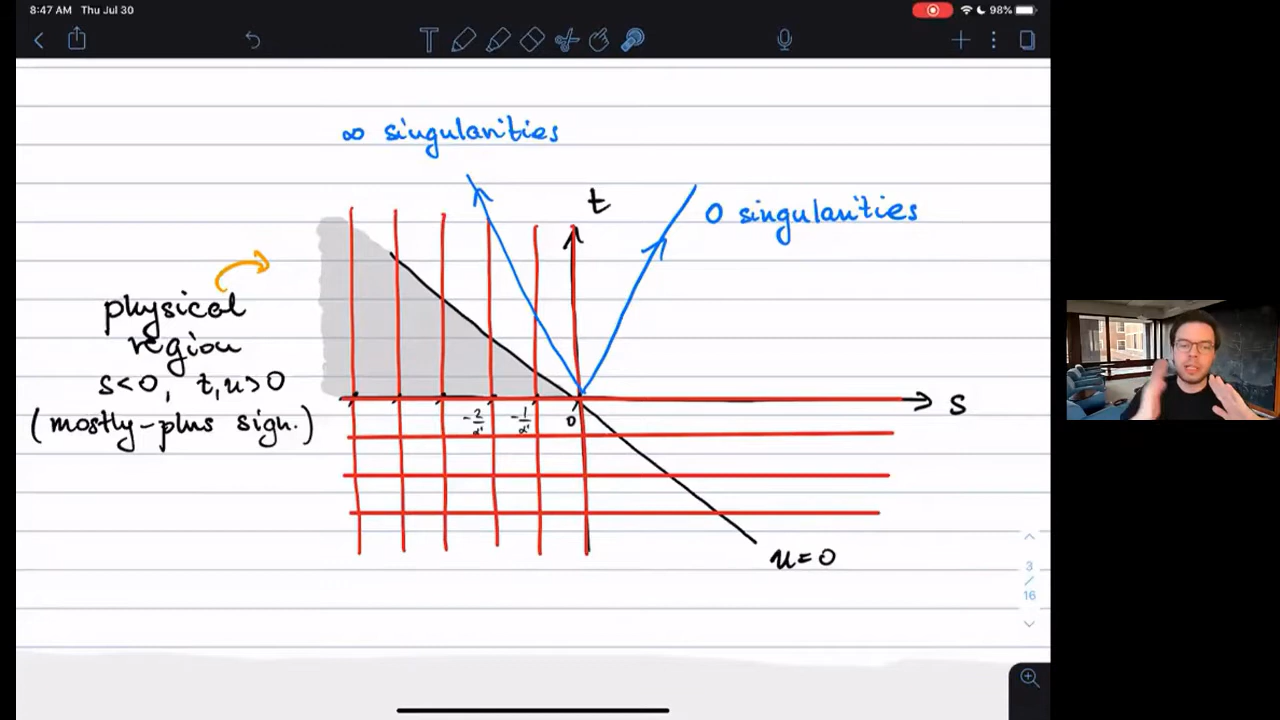 8:47 AM Thu Jul 30
98%
∞ singularities
t
0 singularities
physical
region
s<0, t,u>0
(mostly-plus sign.)
s
-2/α'
-1/α'
0
u=0
3
/
16